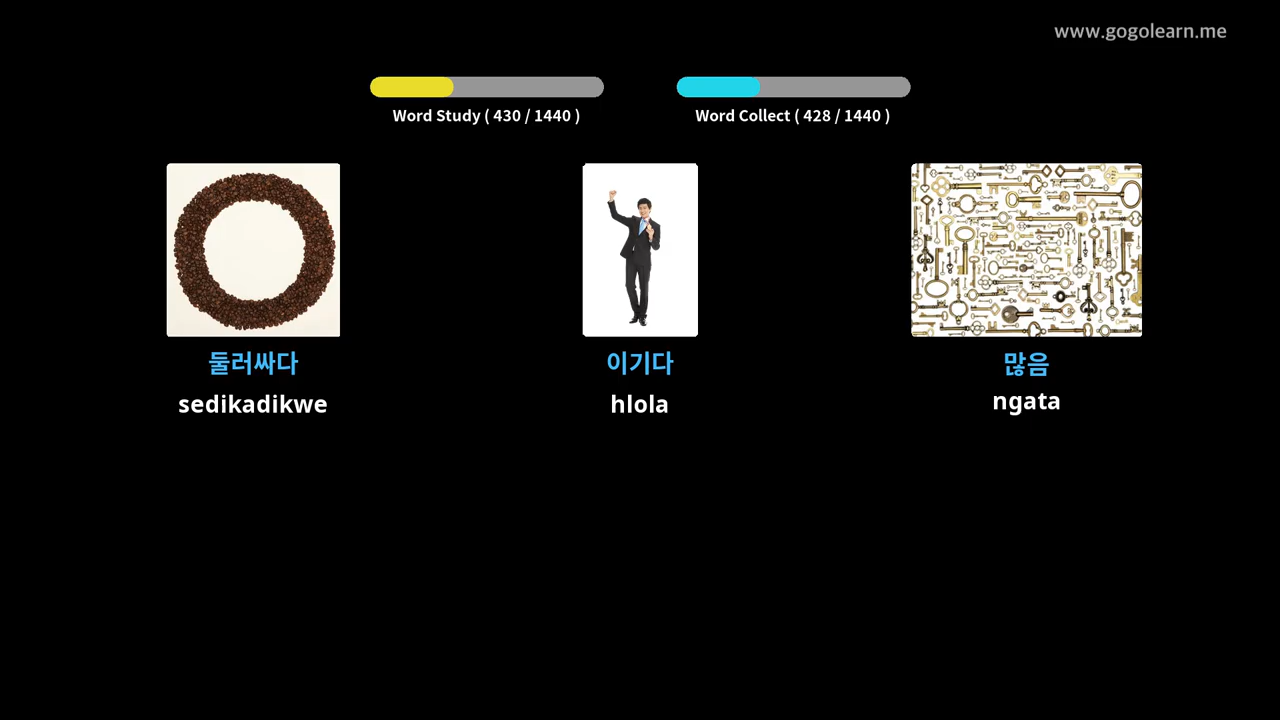 www.gogolearn.me
Word Study ( 430 / 1440 )
Word Collect ( 428 / 1440 )
둘러싸다
이기다
많음
sedikadikwe
hlola
ngata